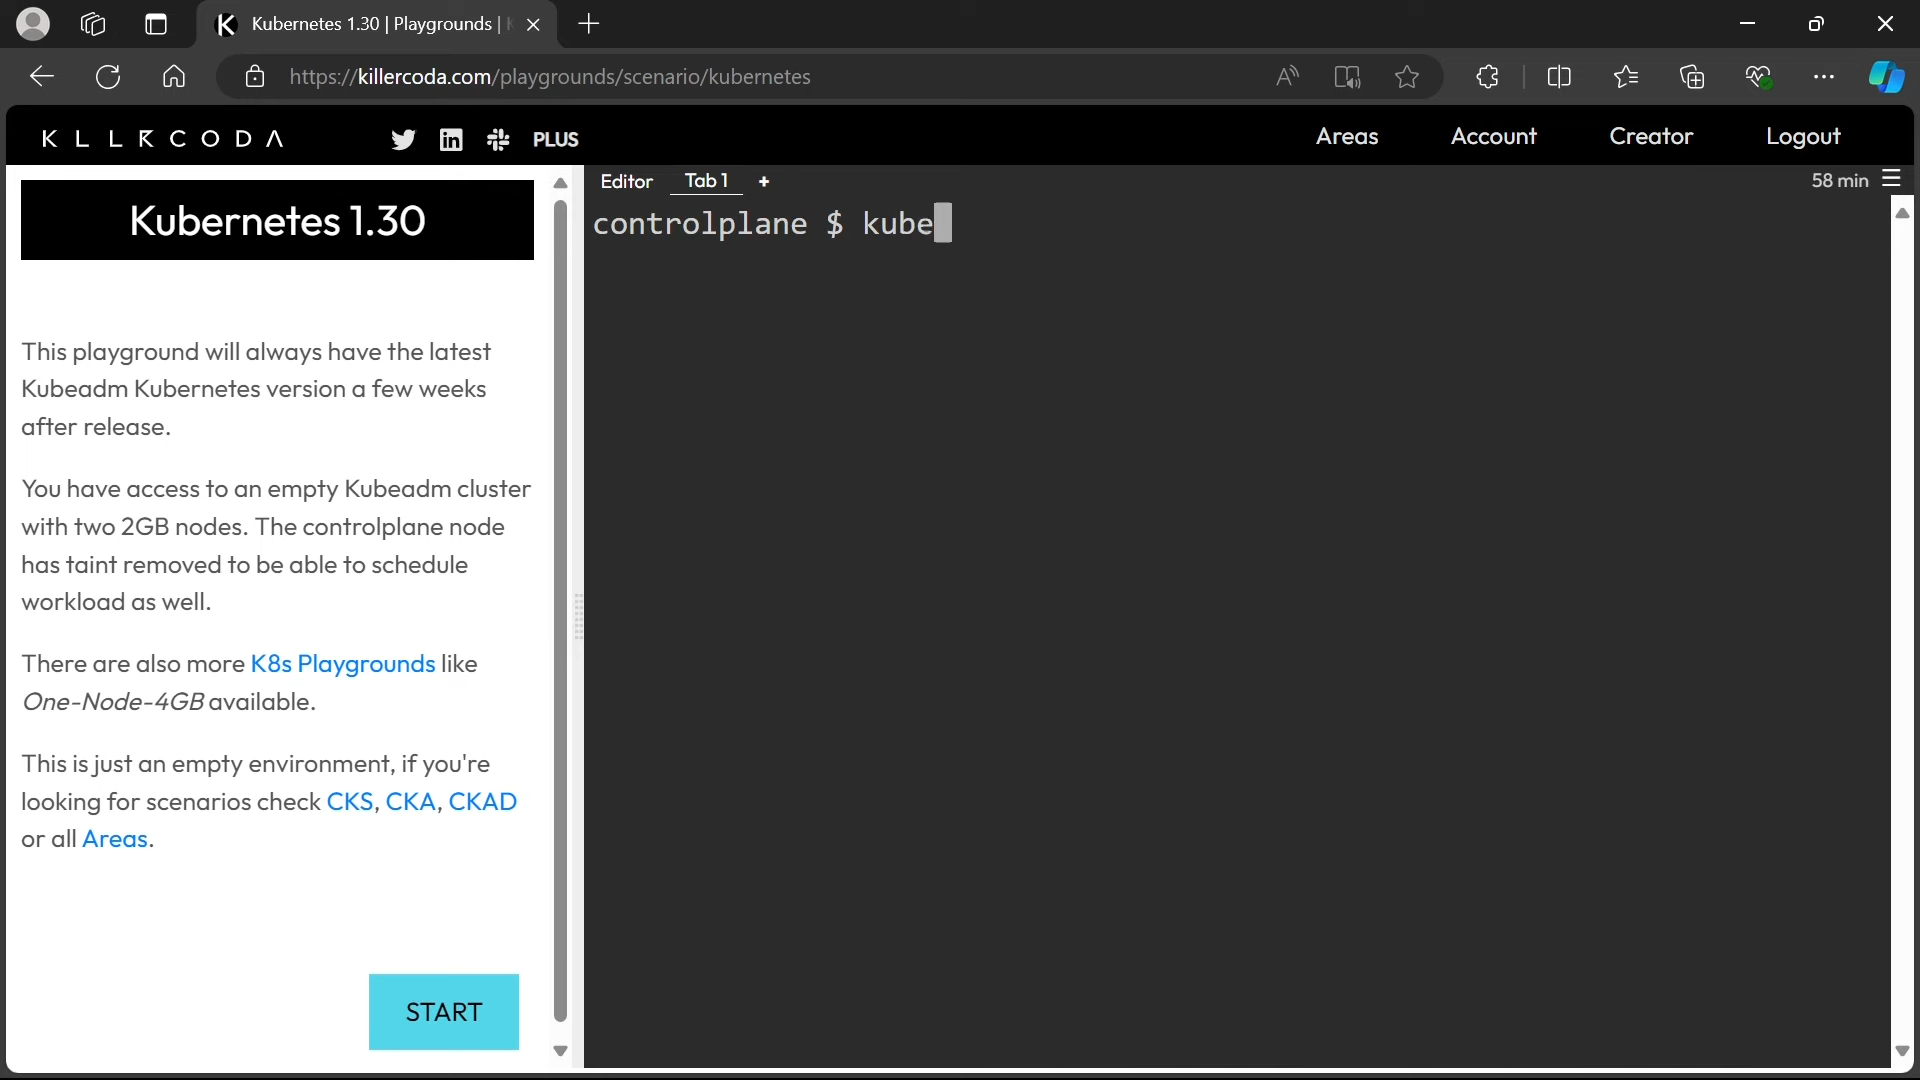 Kubernetes 1.30 | Playgrounds |
https://killercoda.com/playgrounds/scenario/kubernetes
KLLRCODA PLUS Areas Account Creator Logout
Editor Tab 1 + 58 min
Kubernetes 1.30
controlplane $ kube
This playground will always have the latest
Kubeadm Kubernetes version a few weeks
after release.
You have access to an empty Kubeadm cluster
with two 2GB nodes. The controlplane node
has taint removed to be able to schedule
workload as well.
There are also more K8s Playgrounds like
One-Node-4GB available.
This is just an empty environment, if you're
looking for scenarios check CKS, CKA, CKAD
or all Areas.
START